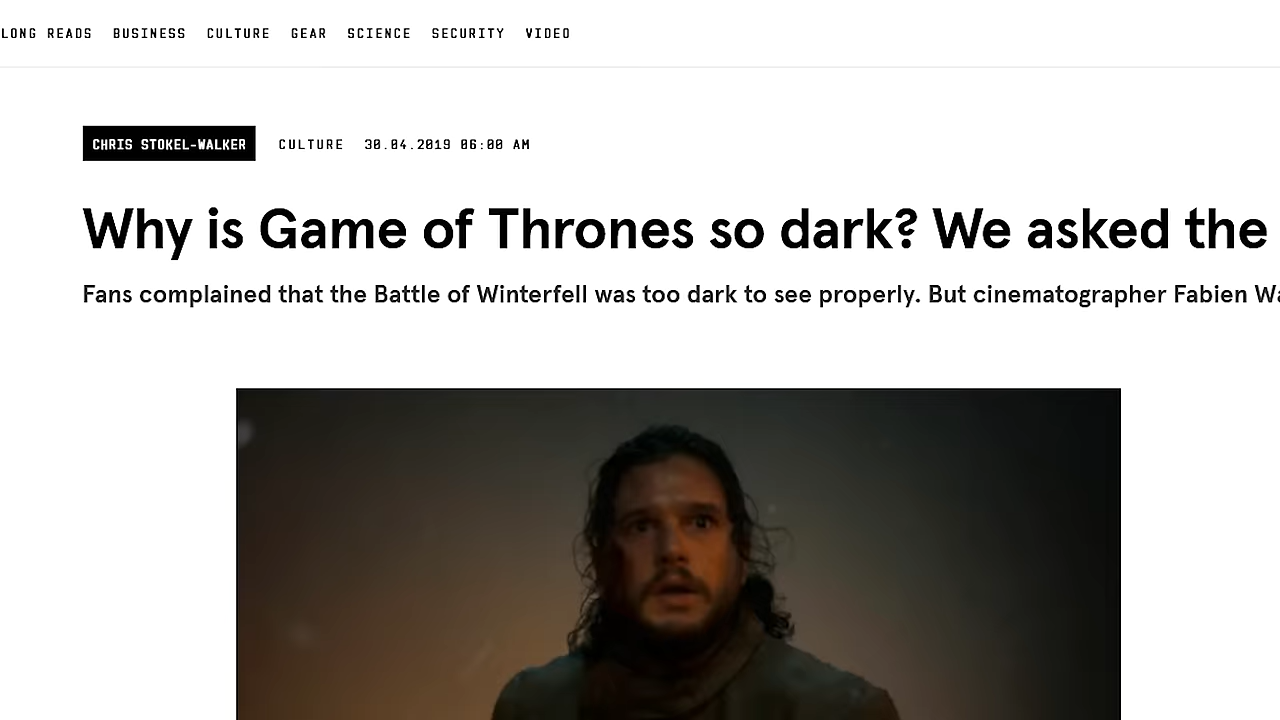 LONG READS BUSINESS CULTURE GEAR SCIENCE SECURITY VIDEO
CHRIS STOKEL-WALKER CULTURE 30.04.2019 06:00 AM
Why is Game of Thrones so dark? We asked the
Fans complained that the Battle of Winterfell was too dark to see properly. But cinematographer Fabien